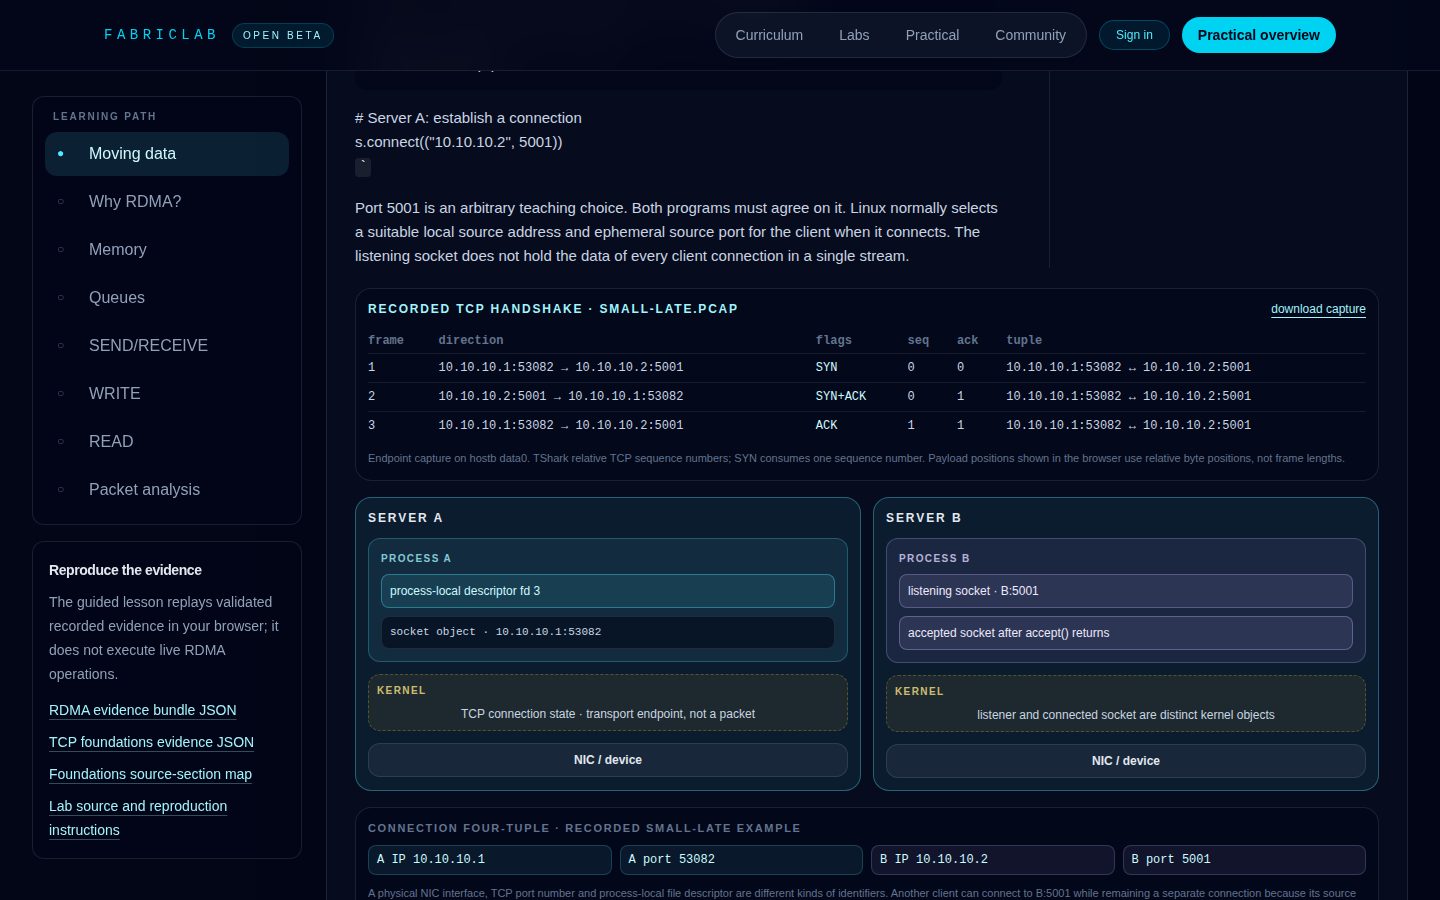 FABRICLAB
OPEN BETA
Curriculum
Labs
Practical
Community
Sign in
Practical overview
LEARNING PATH
Moving data
Why RDMA?
Memory
Queues
SEND/RECEIVE
WRITE
READ
Packet analysis
Reproduce the evidence
The guided lesson replays validated
recorded evidence in your browser; it
does not execute live RDMA
operations.
RDMA evidence bundle JSON
TCP foundations evidence JSON
Foundations source-section map
Lab source and reproduction
instructions
# Server A: establish a connection
s.connect(("10.10.10.2", 5001))
`
Port 5001 is an arbitrary teaching choice. Both programs must agree on it. Linux normally selects
a suitable local source address and ephemeral source port for the client when it connects. The
listening socket does not hold the data of every client connection in a single stream.
RECORDED TCP HANDSHAKE · SMALL-LATE.PCAP
download capture
frame direction flags seq ack tuple
1 10.10.10.1:53082 → 10.10.10.2:5001 SYN 0 0 10.10.10.1:53082 ↔ 10.10.10.2:5001
2 10.10.10.2:5001 → 10.10.10.1:53082 SYN+ACK 0 1 10.10.10.1:53082 ↔ 10.10.10.2:5001
3 10.10.10.1:53082 → 10.10.10.2:5001 ACK 1 1 10.10.10.1:53082 ↔ 10.10.10.2:5001
Endpoint capture on hostb data0. TShark relative TCP sequence numbers; SYN consumes one sequence number. Payload positions shown in the browser use relative byte positions, not frame lengths.
SERVER A
PROCESS A
process-local descriptor fd 3
socket object · 10.10.10.1:53082
KERNEL
TCP connection state · transport endpoint, not a packet
NIC / device
SERVER B
PROCESS B
listening socket · B:5001
accepted socket after accept() returns
KERNEL
listener and connected socket are distinct kernel objects
NIC / device
CONNECTION FOUR-TUPLE · RECORDED SMALL-LATE EXAMPLE
A IP 10.10.10.1
A port 53082
B IP 10.10.10.2
B port 5001
A physical NIC interface, TCP port number and process-local file descriptor are different kinds of identifiers. Another client can connect to B:5001 while remaining a separate connection because its source